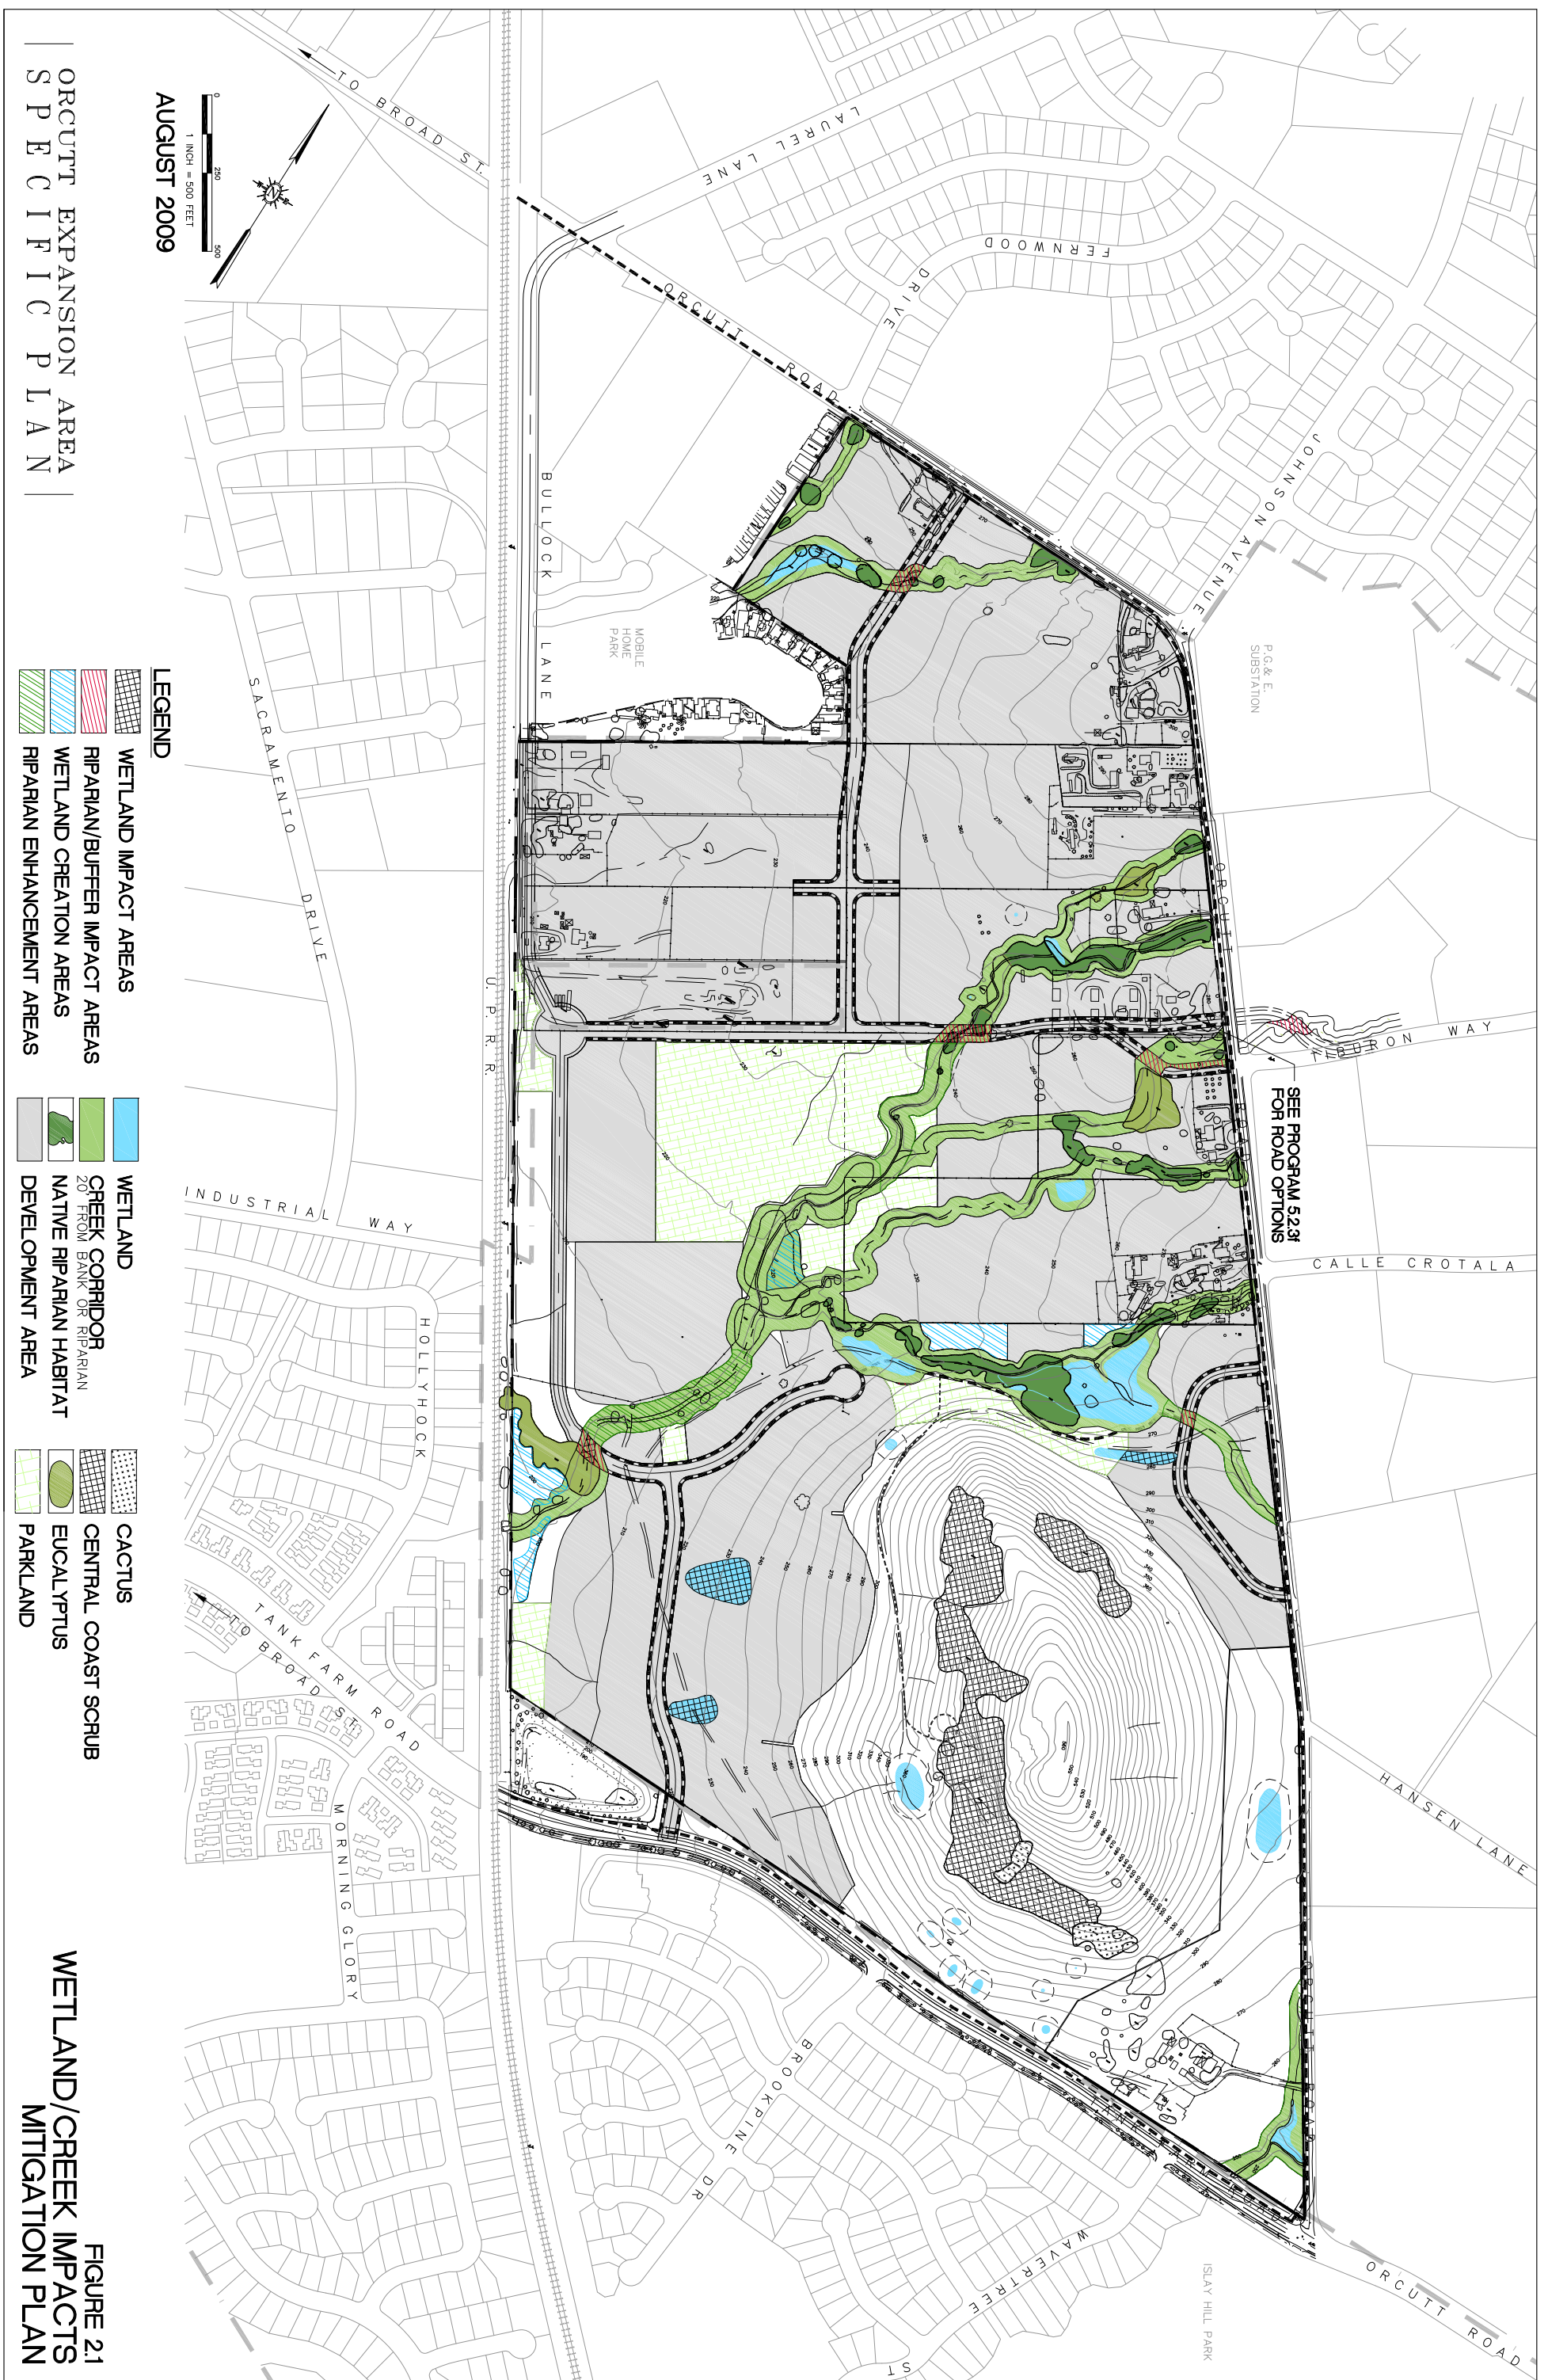 ORCUTT EXPANSION AREA
SPECIFIC PLAN
AUGUST 2009
1 INCH = 500 FEET
0
250
500
N
TO BROAD ST.
LAUREL LANE
FERNWOOD
DRIVE
ORCUTT ROAD
JOHNSON AVENUE
P.G.& E.
SUBSTATION
BULLOCK LANE
MOBILE
HOME
PARK
SACRAMENTO DRIVE
U. P. R. R.
ORCUTT ROAD
TIBURON WAY
SEE PROGRAM 5.2.3f
FOR ROAD OPTIONS
CALLE CROTALA
INDUSTRIAL WAY
HOLLYHOCK
TANK FARM ROAD
TO BROAD ST.
MORNING GLORY
HANSEN LANE
BROOKPINE DR
WAVERTREE ST
ISLAY HILL PARK
ORCUTT ROAD
LEGEND
WETLAND IMPACT AREAS
RIPARIAN/BUFFER IMPACT AREAS
WETLAND CREATION AREAS
RIPARIAN ENHANCEMENT AREAS
WETLAND
CREEK CORRIDOR
20' FROM BANK OR RIPARIAN
NATIVE RIPARIAN HABITAT
DEVELOPMENT AREA
CACTUS
CENTRAL COAST SCRUB
EUCALYPTUS
PARKLAND
FIGURE 2.1
WETLAND/CREEK IMPACTS
MITIGATION PLAN